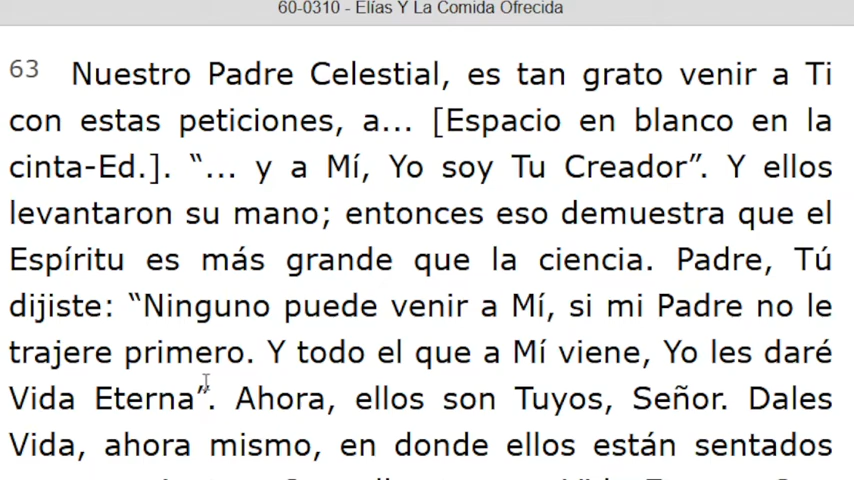 60-0310 - Elías Y La Comida Ofrecida
63 Nuestro Padre Celestial, es tan grato venir a Ti
con estas peticiones, a... [Espacio en blanco en la
cinta-Ed.]. “... y a Mí, Yo soy Tu Creador”. Y ellos
levantaron su mano; entonces eso demuestra que el
Espíritu es más grande que la ciencia. Padre, Tú
dijiste: “Ninguno puede venir a Mí, si mi Padre no le
trajere primero. Y todo el que a Mí viene, Yo les daré
Vida Eterna”. Ahora, ellos son Tuyos, Señor. Dales
Vida, ahora mismo, en donde ellos están sentados